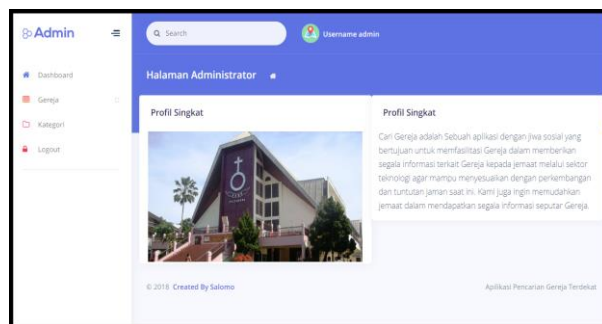 Admin
Search
Username admin
Dashboard
Gereja
Kategori
Logout
Halaman Administrator
Profil Singkat
Profil Singkat
Cari Gereja adalah Sebuah aplikasi dengan jiwa sosial yang
bertujuan untuk memfasilitasi Gereja dalam memberikan
segala informasi terkait Gereja kepada jemaat melalui sektor
teknologi agar mampu menyesuaikan dengan perkembangan
dan tuntutan jaman saat ini. Kami juga ingin memudahkan
jemaat dalam mendapatkan segala informasi seputar Gereja.
© 2018 Created By Salomo
Aplikasi Pencarian Gereja Terdekat